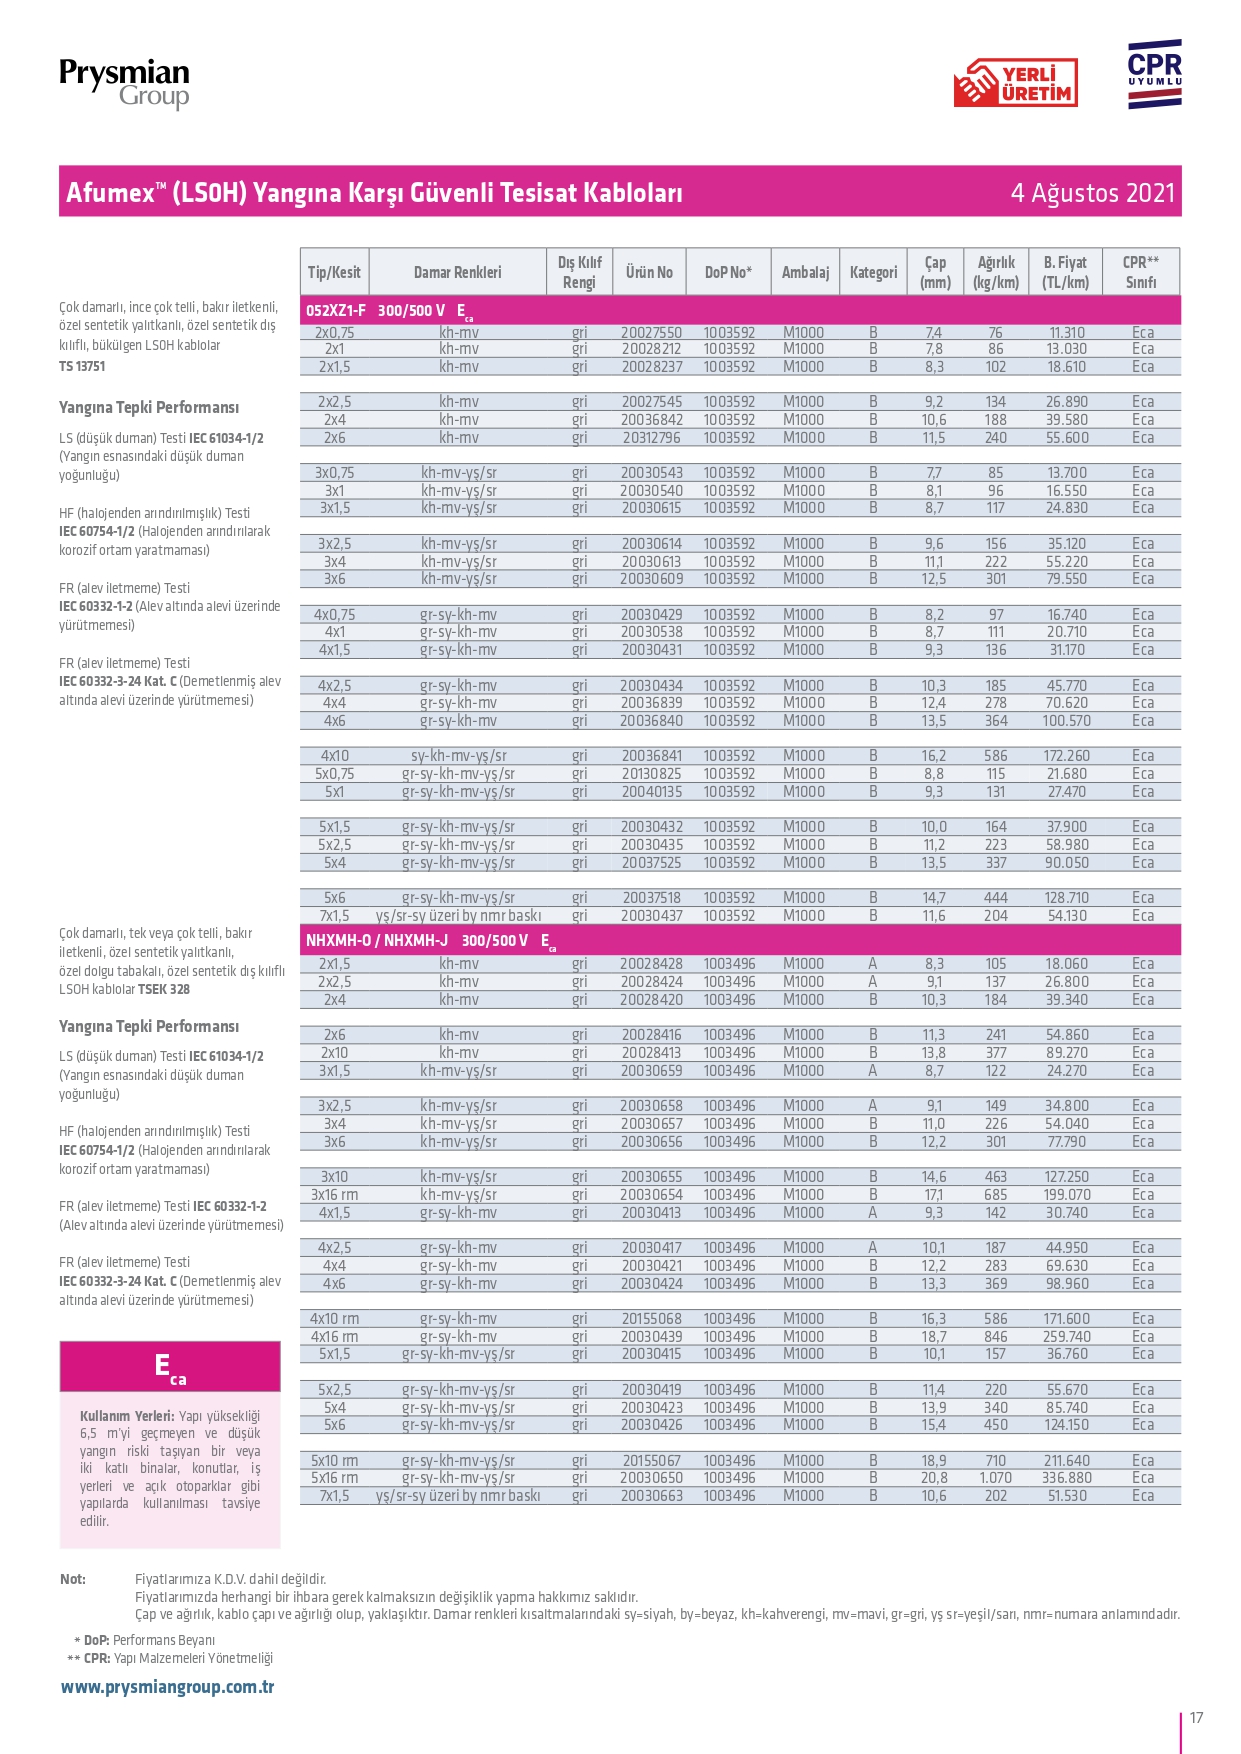 Prysmian
Group
YERLİ
ÜRETİM
CPR
UYUMLU
Afumex™ (LS0H) Yangına Karşı Güvenli Tesisat Kabloları 4 Ağustos 2021
Çok damarlı, ince çok telli, bakır iletkenli,
özel sentetik yalıtkanlı, özel sentetik dış
kılıflı, bükülgen LS0H kablolar
TS 13751
Yangına Tepki Performansı
LS (düşük duman) Testi IEC 61034-1/2
(Yangın esnasındaki düşük duman
yoğunluğu)
HF (halojenden arındırılmışlık) Testi
IEC 60754-1/2 (Halojenden arındırılarak
korozif ortam yaratmaması)
FR (alev iletmeme) Testi
IEC 60332-1-2 (Alev altında alevi üzerinde
yürütmemesi)
FR (alev iletmeme) Testi
IEC 60332-3-24 Kat. C (Demetlenmiş alev
altında alevi üzerinde yürütmemesi)
Tip/Kesit Damar Renkleri Dış Kılıf Rengi Ürün No DoP No* Ambalaj Kategori Çap (mm) Ağırlık (kg/km) B. Fiyat (TL/km) CPR** Sınıfı
052XZ1-F 300/500 V Eca
2x0,75 kh-mv gri 20027550 1003592 M1000 B 7,4 76 11.310 Eca
2x1 kh-mv gri 20028212 1003592 M1000 B 7,8 86 13.030 Eca
2x1,5 kh-mv gri 20028237 1003592 M1000 B 8,3 102 18.610 Eca
2x2,5 kh-mv gri 20027545 1003592 M1000 B 9,2 134 26.890 Eca
2x4 kh-mv gri 20036842 1003592 M1000 B 10,6 188 39.580 Eca
2x6 kh-mv gri 20312796 1003592 M1000 B 11,5 240 55.600 Eca
3x0,75 kh-mv-yş/sr gri 20030543 1003592 M1000 B 7,7 85 13.700 Eca
3x1 kh-mv-yş/sr gri 20030540 1003592 M1000 B 8,1 96 16.550 Eca
3x1,5 kh-mv-yş/sr gri 20030615 1003592 M1000 B 8,7 117 24.830 Eca
3x2,5 kh-mv-yş/sr gri 20030614 1003592 M1000 B 9,6 156 35.120 Eca
3x4 kh-mv-yş/sr gri 20030613 1003592 M1000 B 11,1 222 55.220 Eca
3x6 kh-mv-yş/sr gri 20030609 1003592 M1000 B 12,5 301 79.550 Eca
4x0,75 gr-sy-kh-mv gri 20030429 1003592 M1000 B 8,2 97 16.740 Eca
4x1 gr-sy-kh-mv gri 20030538 1003592 M1000 B 8,7 111 20.710 Eca
4x1,5 gr-sy-kh-mv gri 20030431 1003592 M1000 B 9,3 136 31.170 Eca
4x2,5 gr-sy-kh-mv gri 20030434 1003592 M1000 B 10,3 185 45.770 Eca
4x4 gr-sy-kh-mv gri 20036839 1003592 M1000 B 12,4 278 70.620 Eca
4x6 gr-sy-kh-mv gri 20036840 1003592 M1000 B 13,5 364 100.570 Eca
4x10 sy-kh-mv-yş/sr gri 20036841 1003592 M1000 B 16,2 586 172.260 Eca
5x0,75 gr-sy-kh-mv-yş/sr gri 20130825 1003592 M1000 B 8,8 115 21.680 Eca
5x1 gr-sy-kh-mv-yş/sr gri 20040135 1003592 M1000 B 9,3 131 27.470 Eca
5x1,5 gr-sy-kh-mv-yş/sr gri 20030432 1003592 M1000 B 10,0 164 37.900 Eca
5x2,5 gr-sy-kh-mv-yş/sr gri 20030435 1003592 M1000 B 11,2 223 58.980 Eca
5x4 gr-sy-kh-mv-yş/sr gri 20037525 1003592 M1000 B 13,5 337 90.050 Eca
5x6 gr-sy-kh-mv-yş/sr gri 20037518 1003592 M1000 B 14,7 444 128.710 Eca
7x1,5 yş/sr-sy üzeri by nmr baskı gri 20030437 1003592 M1000 B 11,6 204 54.130 Eca
Çok damarlı, tek veya çok telli, bakır
iletkenli, özel sentetik yalıtkanlı,
özel dolgu tabakalı, özel sentetik dış kılıflı
LSOH kablolar TSEK 328
Yangına Tepki Performansı
LS (düşük duman) Testi IEC 61034-1/2
(Yangın esnasındaki düşük duman
yoğunluğu)
HF (halojenden arındırılmışlık) Testi
IEC 60754-1/2 (Halojenden arındırılarak
korozif ortam yaratmaması)
FR (alev iletmeme) Testi IEC 60332-1-2
(Alev altında alevi üzerinde yürütmemesi)
FR (alev iletmeme) Testi
IEC 60332-3-24 Kat. C (Demetlenmiş alev
altında alevi üzerinde yürütmemesi)
NHXMH-O / NHXMH-J 300/500 V Eca
2x1,5 kh-mv gri 20028428 1003496 M1000 A 8,3 105 18.060 Eca
2x2,5 kh-mv gri 20028424 1003496 M1000 A 9,1 137 26.800 Eca
2x4 kh-mv gri 20028420 1003496 M1000 B 10,3 184 39.340 Eca
2x6 kh-mv gri 20028416 1003496 M1000 B 11,3 241 54.860 Eca
2x10 kh-mv gri 20028413 1003496 M1000 B 13,8 377 89.270 Eca
3x1,5 kh-mv-yş/sr gri 20030659 1003496 M1000 A 8,7 122 24.270 Eca
3x2,5 kh-mv-yş/sr gri 20030658 1003496 M1000 A 9,1 149 34.800 Eca
3x4 kh-mv-yş/sr gri 20030657 1003496 M1000 B 11,0 226 54.040 Eca
3x6 kh-mv-yş/sr gri 20030656 1003496 M1000 B 12,2 301 77.790 Eca
3x10 kh-mv-yş/sr gri 20030655 1003496 M1000 B 14,6 463 127.250 Eca
3x16 rm kh-mv-yş/sr gri 20030654 1003496 M1000 B 17,1 685 199.070 Eca
4x1,5 gr-sy-kh-mv gri 20030413 1003496 M1000 A 9,3 142 30.740 Eca
4x2,5 gr-sy-kh-mv gri 20030417 1003496 M1000 A 10,1 187 44.950 Eca
4x4 gr-sy-kh-mv gri 20030421 1003496 M1000 B 12,2 283 69.630 Eca
4x6 gr-sy-kh-mv gri 20030424 1003496 M1000 B 13,3 369 98.960 Eca
4x10 rm gr-sy-kh-mv gri 20155068 1003496 M1000 B 16,3 586 171.600 Eca
4x16 rm gr-sy-kh-mv gri 20030439 1003496 M1000 B 18,7 846 259.740 Eca
5x1,5 gr-sy-kh-mv-yş/sr gri 20030415 1003496 M1000 B 10,1 157 36.760 Eca
5x2,5 gr-sy-kh-mv-yş/sr gri 20030419 1003496 M1000 B 11,4 220 55.670 Eca
5x4 gr-sy-kh-mv-yş/sr gri 20030423 1003496 M1000 B 13,9 340 85.740 Eca
5x6 gr-sy-kh-mv-yş/sr gri 20030426 1003496 M1000 B 15,4 450 124.150 Eca
5x10 rm gr-sy-kh-mv-yş/sr gri 20155067 1003496 M1000 B 18,9 710 211.640 Eca
5x16 rm gr-sy-kh-mv-yş/sr gri 20030650 1003496 M1000 B 20,8 1.070 336.880 Eca
7x1,5 yş/sr-sy üzeri by nmr baskı gri 20030663 1003496 M1000 B 10,6 202 51.530 Eca
Eca
Kullanım Yerleri: Yapı yüksekliği
6,5 m'yi geçmeyen ve düşük
yangın riski taşıyan bir veya
iki katlı binalar, konutlar, iş
yerleri ve açık otoparklar gibi
yapılarda kullanılması tavsiye
edilir.
Not: Fiyatlarımıza K.D.V. dahil değildir.
Fiyatlarımızda herhangi bir ihbara gerek kalmaksızın değişiklik yapma hakkımız saklıdır.
Çap ve ağırlık, kablo çapı ve ağırlığı olup, yaklaşıktır. Damar renkleri kısaltmalarındaki sy=siyah, by=beyaz, kh=kahverengi, mv=mavi, gr=gri, yş sr=yeşil/sarı, nmr=numara anlamındadır.
* DoP: Performans Beyanı
** CPR: Yapı Malzemeleri Yönetmeliği
www.prysmiangroup.com.tr
17